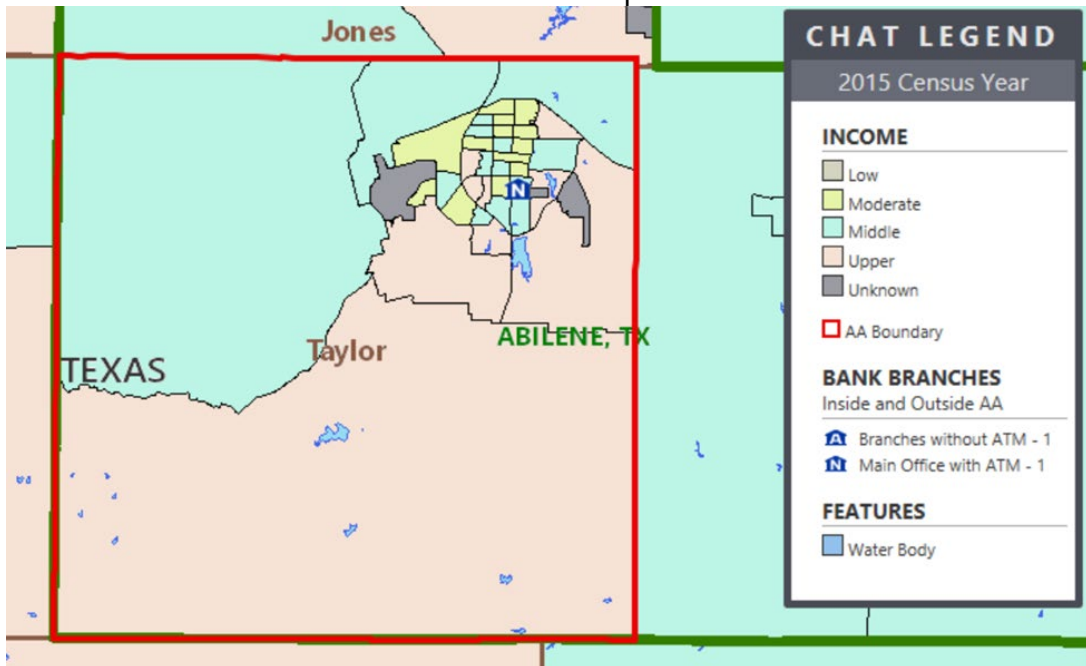 Jones
TEXAS
Taylor
ABILENE, TX
N
CHAT LEGEND
2015 Census Year
INCOME
Low
Moderate
Middle
Upper
Unknown
AA Boundary
BANK BRANCHES
Inside and Outside AA
A Branches without ATM - 1
N Main Office with ATM - 1
FEATURES
Water Body